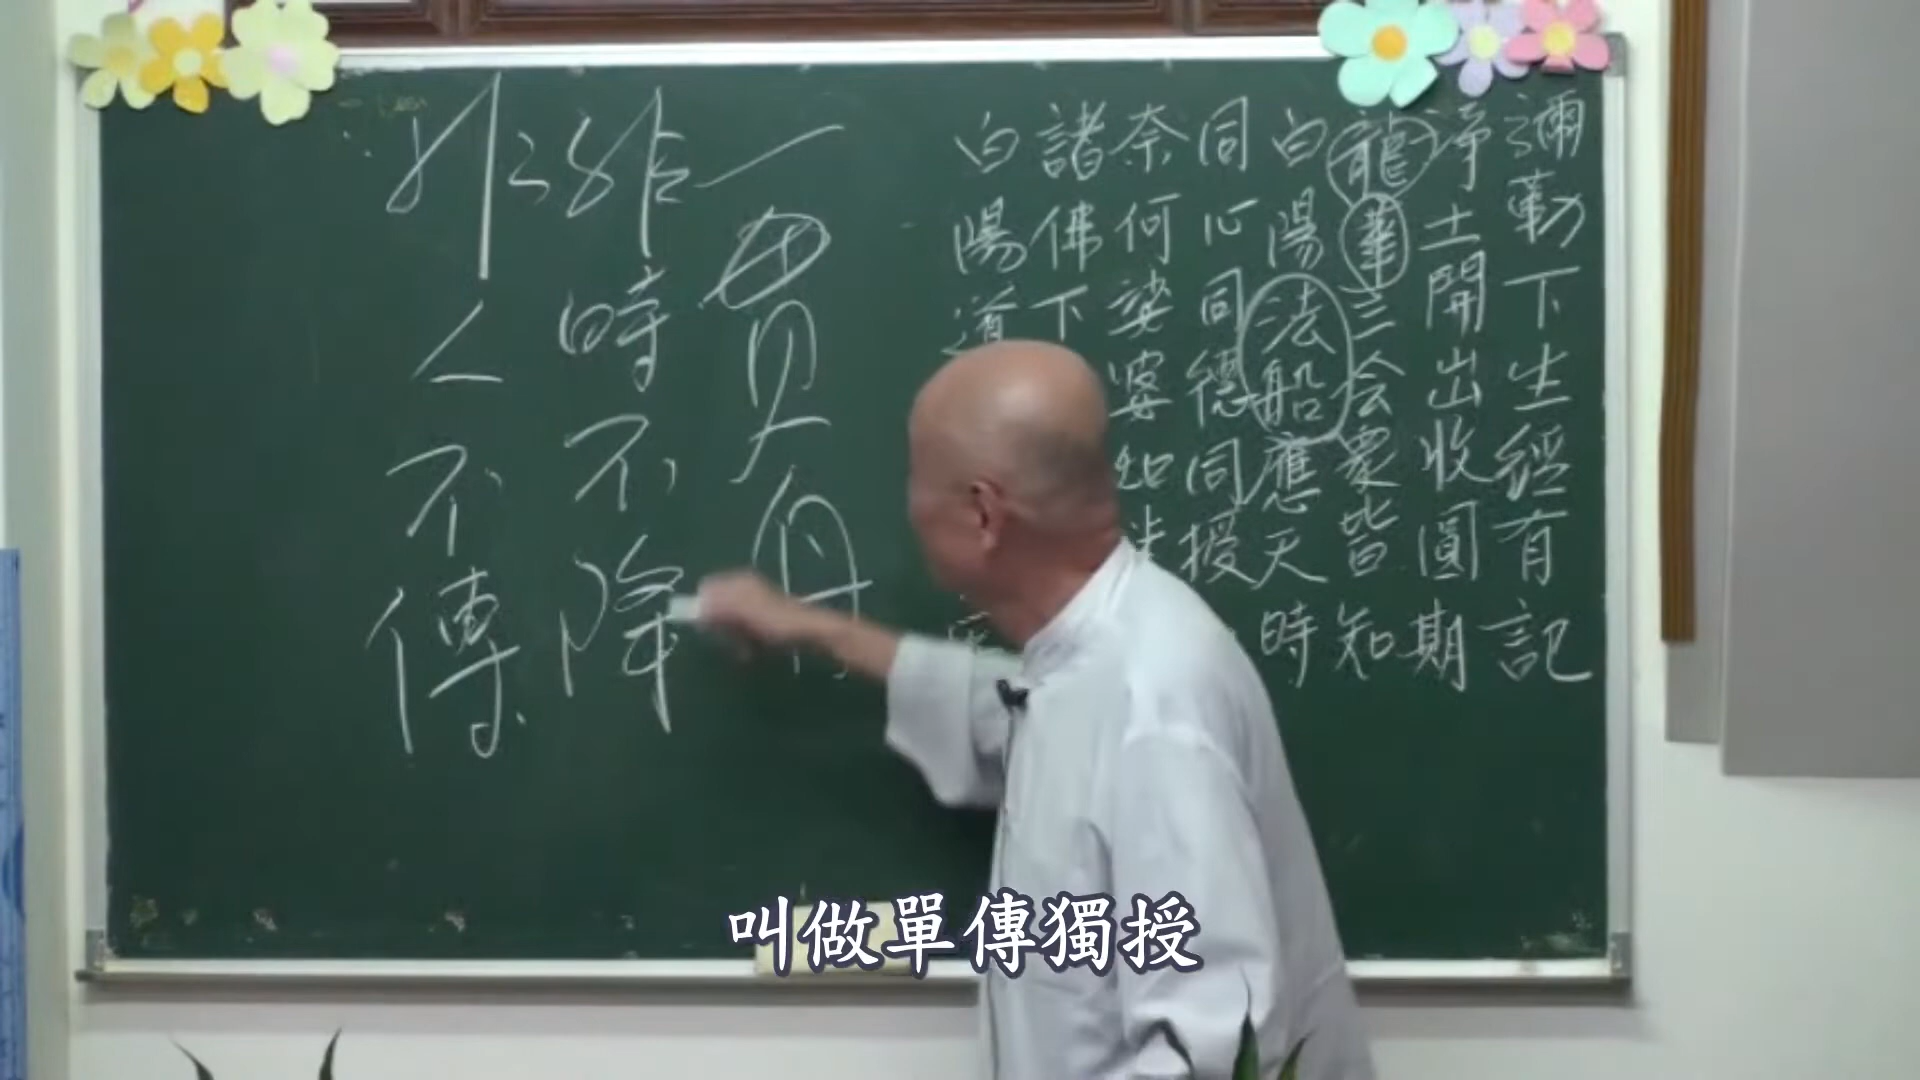 彌勒下生經有記
淨土開出收圓期
龍華三会衆皆知
白陽法船應天時
同心同德同授
奈何娑婆知
諸佛下
白陽道
一貫
非時不降
非人不傳
叫做單傳獨授